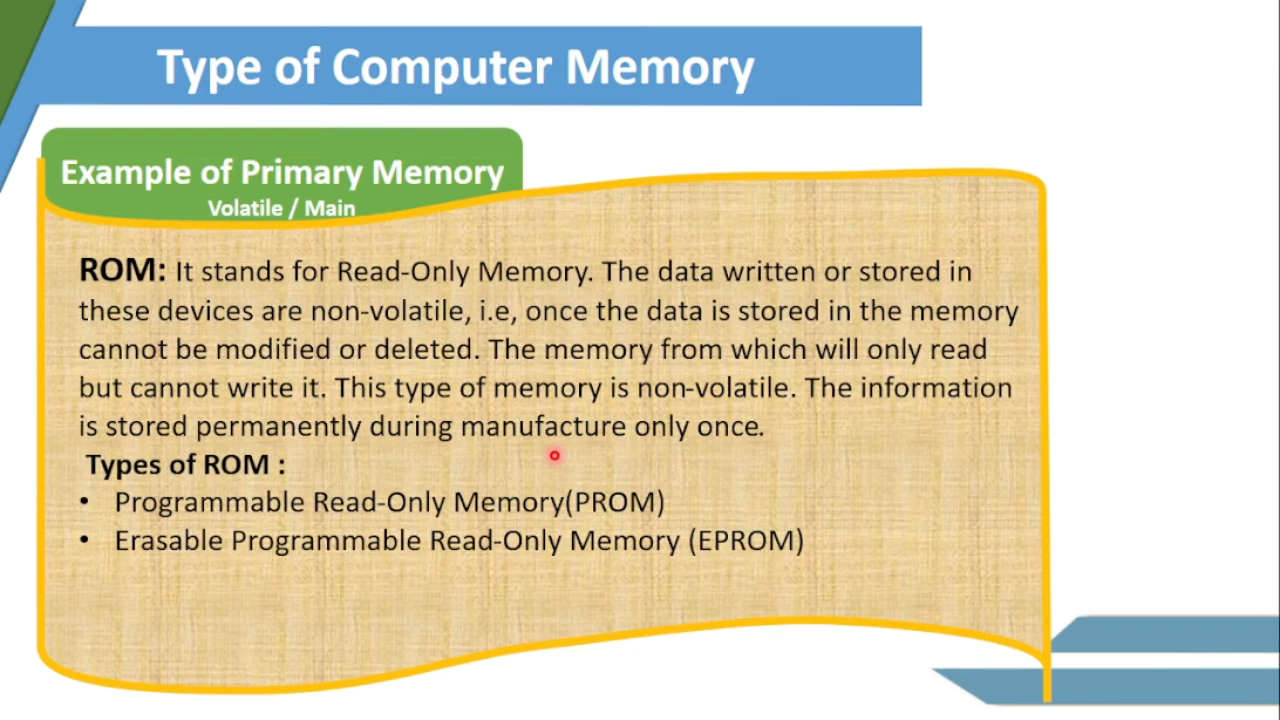 Type of Computer Memory
Example of Primary Memory
Volatile / Main
ROM: It stands for Read-Only Memory. The data written or stored in
these devices are non-volatile, i.e, once the data is stored in the memory
cannot be modified or deleted. The memory from which will only read
but cannot write it. This type of memory is non-volatile. The information
is stored permanently during manufacture only once.
Types of ROM :
• Programmable Read-Only Memory(PROM)
• Erasable Programmable Read-Only Memory (EPROM)